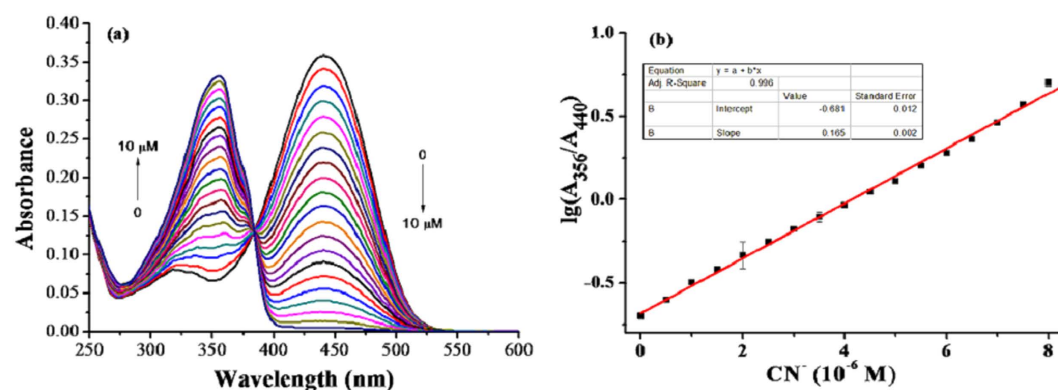 (a)
0.40
0.35
0.30
0.25
0.20
0.15
0.10
0.05
0.00
Absorbance
10 μM
0
0
10 μM
250 300 350 400 450 500 550 600
Wavelength (nm)
(b)
Equation y = a + b*x
Adj. R-Square 0.996
Value Standard Error
B Intercept -0.681 0.012
B Slope 0.165 0.002
1.0
0.5
0.0
-0.5
lg(A356/A440)
0 2 4 6 8
CN- (10-6 M)